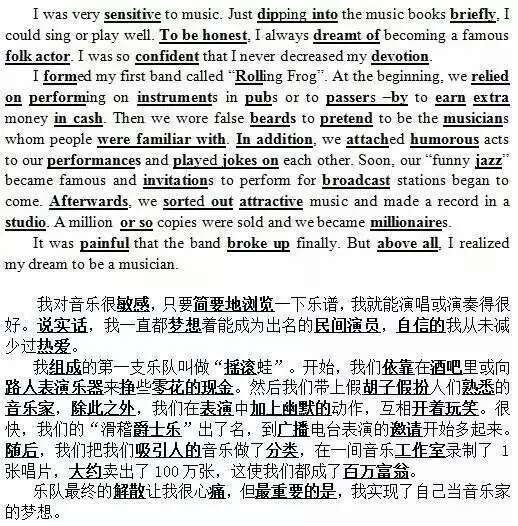 I was very sensitive to music. Just dipping into the music books briefly, I
could sing or play well. To be honest, I always dreamt of becoming a famous
folk actor. I was so confident that I never decreased my devotion.
I formed my first band called “Rolling Frog”. At the beginning, we relied
on performing on instruments in pubs or to passers –by to earn extra
money in cash. Then we wore false beards to pretend to be the musicians
whom people were familiar with. In addition, we attached humorous acts
to our performances and played jokes on each other. Soon, our “funny jazz”
became famous and invitations to perform for broadcast stations began to
come. Afterwards, we sorted out attractive music and made a record in a
studio. A million or so copies were sold and we became millionaires.
It was painful that the band broke up finally. But above all, I realized
my dream to be a musician.
我对音乐很敏感,只要简要地浏览一下乐谱,我就能演唱或演奏得很
好。说实话,我一直都梦想着能成为出名的民间演员,自信的我从未减
少过热爱。
我组成的第一支乐队叫做“摇滚蛙”。开始,我们依靠在酒吧里或向
路人表演乐器来挣些零花的现金。然后我们带上假胡子假扮人们熟悉的
音乐家,除此之外,我们在表演中加上幽默的动作,互相开着玩笑。很
快,我们的“滑稽爵士乐”出了名,到广播电台表演的邀请开始多起来。
随后,我们把我们吸引人的音乐做了分类,在一间音乐工作室录制了 1
张唱片,大约卖出了 100 万张,这使我们都成了百万富翁。
乐队最终的解散让我很心痛,但最重要的是,我实现了自己当音乐家
的梦想。